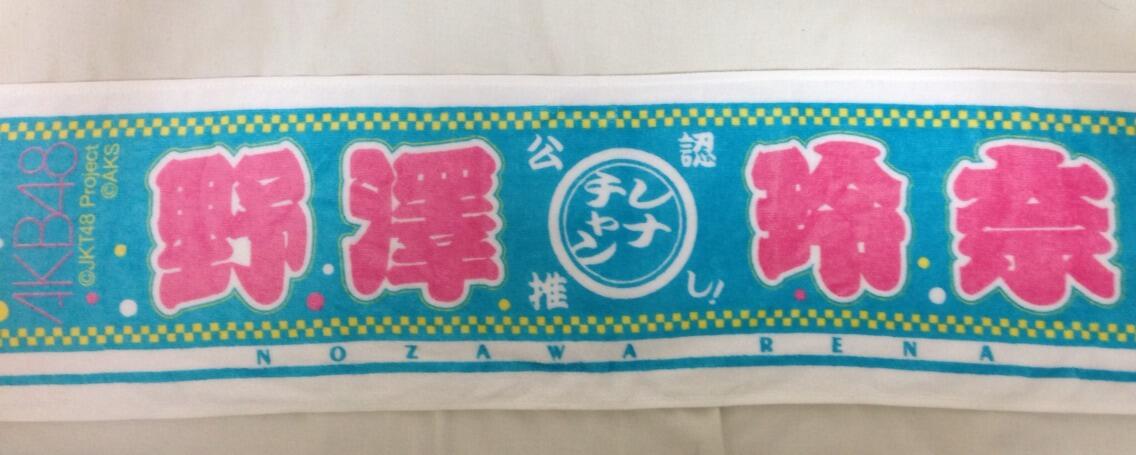 AKB48
©JKT48 Project
©AKS
野澤 玲奈
公認
推し!
レナ
チャン
NOZAWA RENA